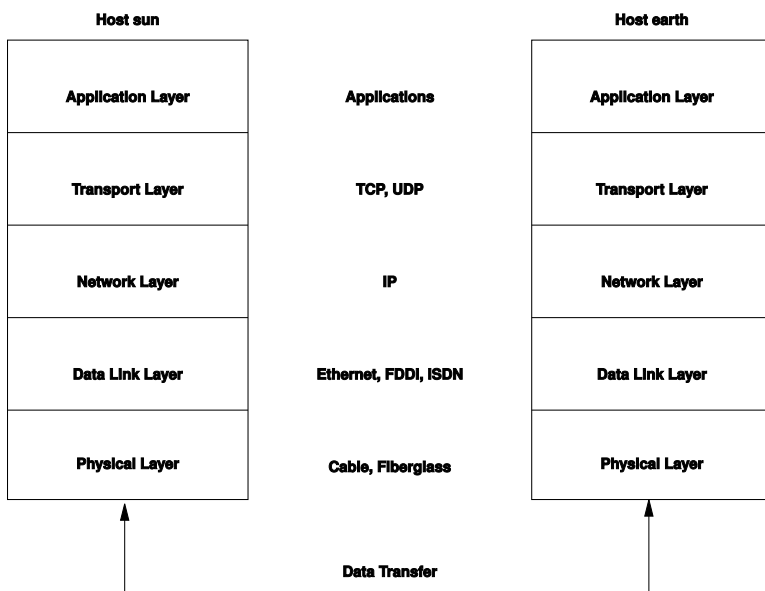 Host sun
Host earth
Application Layer
Applications
Application Layer
Transport Layer
TCP, UDP
Transport Layer
Network Layer
IP
Network Layer
Data Link Layer
Ethernet, FDDI, ISDN
Data Link Layer
Physical Layer
Cable, Fiberglass
Physical Layer
Data Transfer